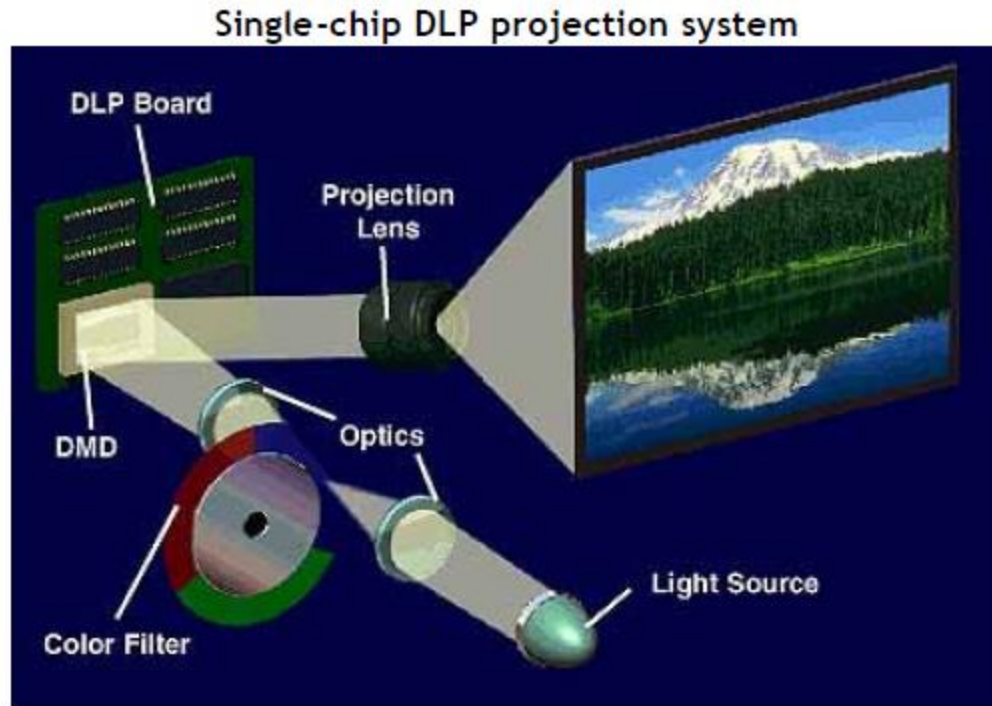 Single-chip DLP projection system
DLP Board
Projection
Lens
DMD
Optics
Light Source
Color Filter